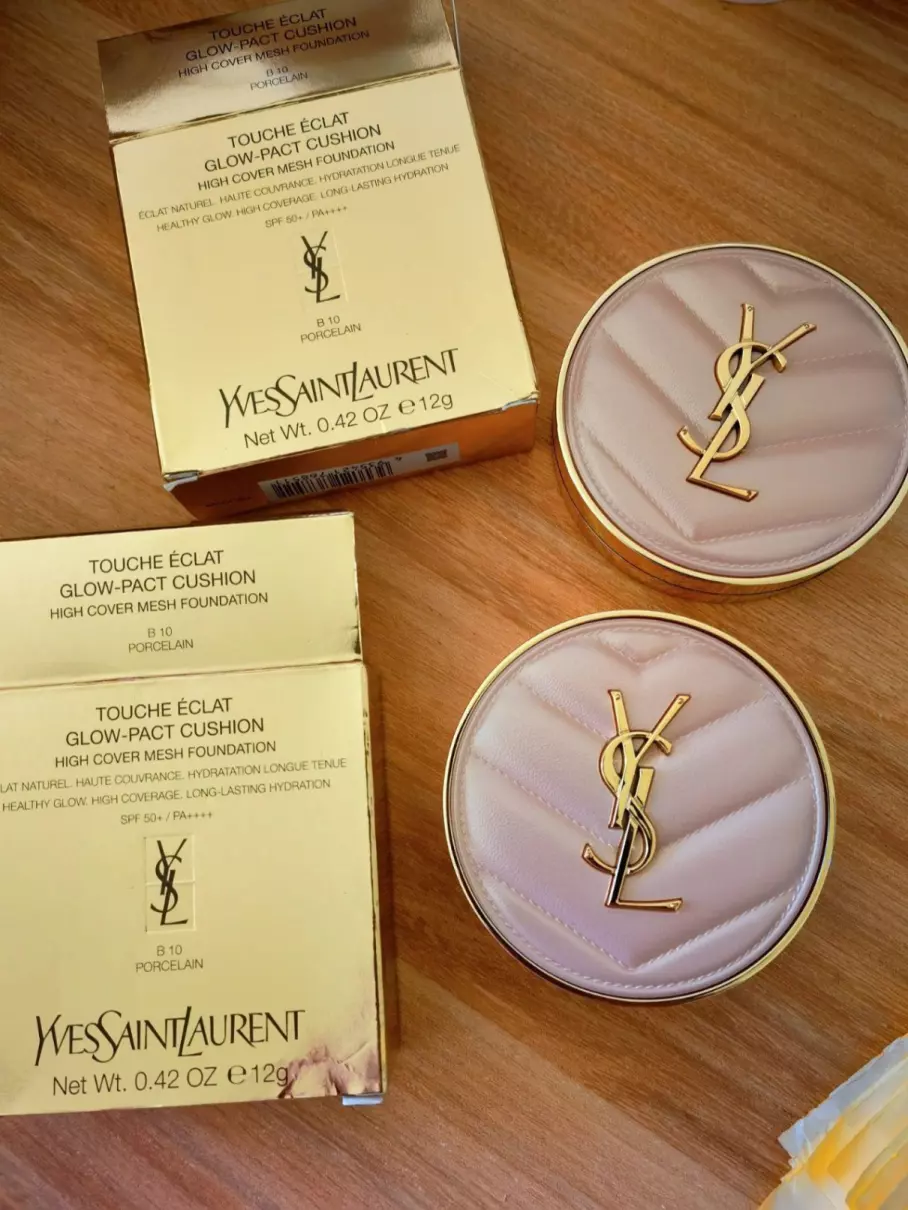 TOUCHE ÉCLAT
GLOW-PACT CUSHION
HIGH COVER MESH FOUNDATION
B 10
PORCELAIN
TOUCHE ÉCLAT
GLOW-PACT CUSHION
HIGH COVER MESH FOUNDATION
ÉCLAT NATUREL. HAUTE COUVRANCE. HYDRATATION LONGUE TENUE
HEALTHY GLOW. HIGH COVERAGE. LONG-LASTING HYDRATION
SPF 50+ / PA++++
YSL
B 10
PORCELAIN
YVESSAINTLAURENT
Net Wt. 0.42 OZ e 12g
YSL
TOUCHE ÉCLAT
GLOW-PACT CUSHION
HIGH COVER MESH FOUNDATION
B 10
PORCELAIN
TOUCHE ÉCLAT
GLOW-PACT CUSHION
HIGH COVER MESH FOUNDATION
LAT NATUREL. HAUTE COUVRANCE. HYDRATATION LONGUE TENUE
HEALTHY GLOW. HIGH COVERAGE. LONG-LASTING HYDRATION
SPF 50+ / PA++++
YSL
B 10
PORCELAIN
YVESSAINTLAURENT
Net Wt. 0.42 OZ e 12g
YSL